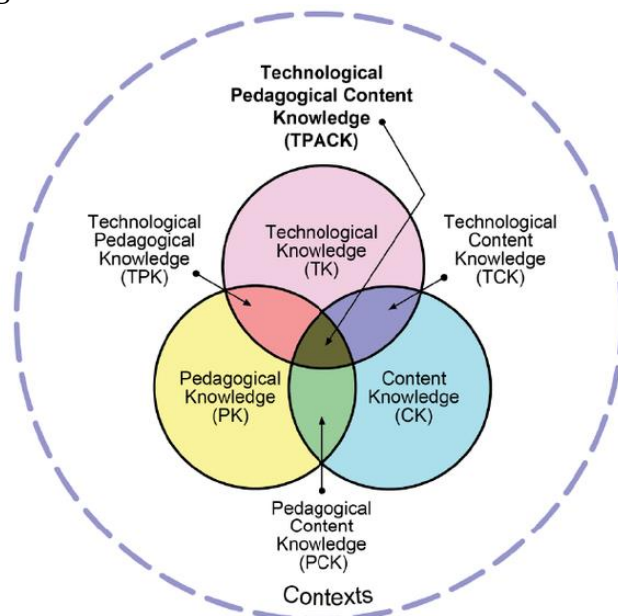 Technological
Pedagogical Content
Knowledge
(TPACK)
Technological
Pedagogical
Knowledge
(TPK)
Technological
Knowledge
(TK)
Technological
Content
Knowledge
(TCK)
Pedagogical
Knowledge
(PK)
Content
Knowledge
(CK)
Pedagogical
Content
Knowledge
(PCK)
Contexts